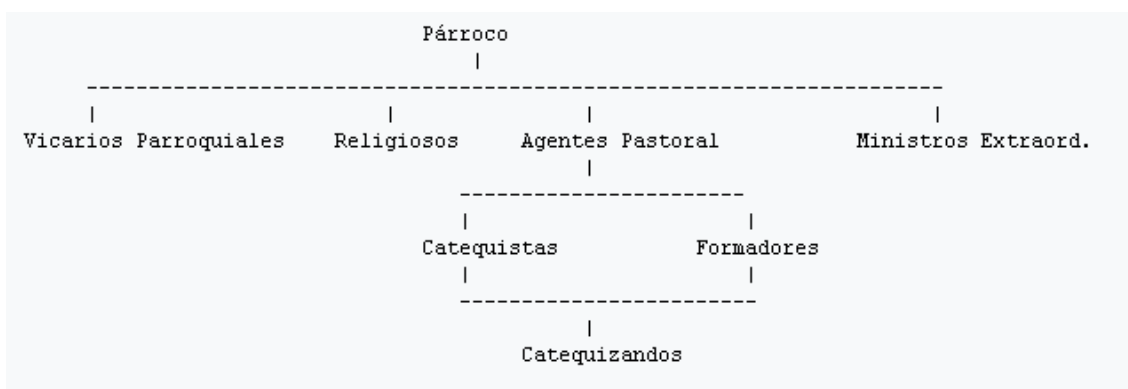 Párroco
Vicarios Parroquiales Religiosos Agentes Pastoral Ministros Extraord.
Catequistas Formadores
Catequizandos